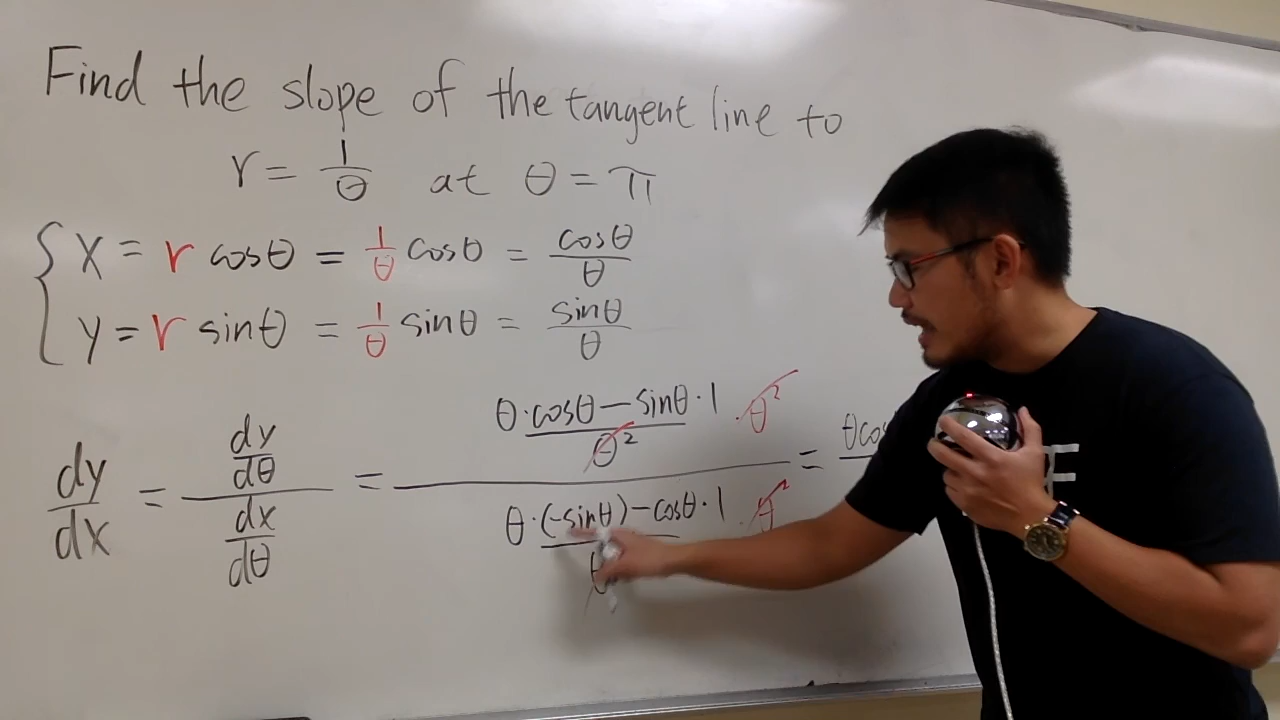 Find the slope of the tangent line to
r = 1/θ at θ = π
{ x = r cosθ = 1/θ cosθ = cosθ/θ
y = r sinθ = 1/θ sinθ = sinθ/θ
dy/dx = (dy/dθ)/(dx/dθ) = ((θ·cosθ − sinθ·1)/θ² · θ²)/((θ·(-sinθ) − cosθ·1)/θ · θ²) = θcos